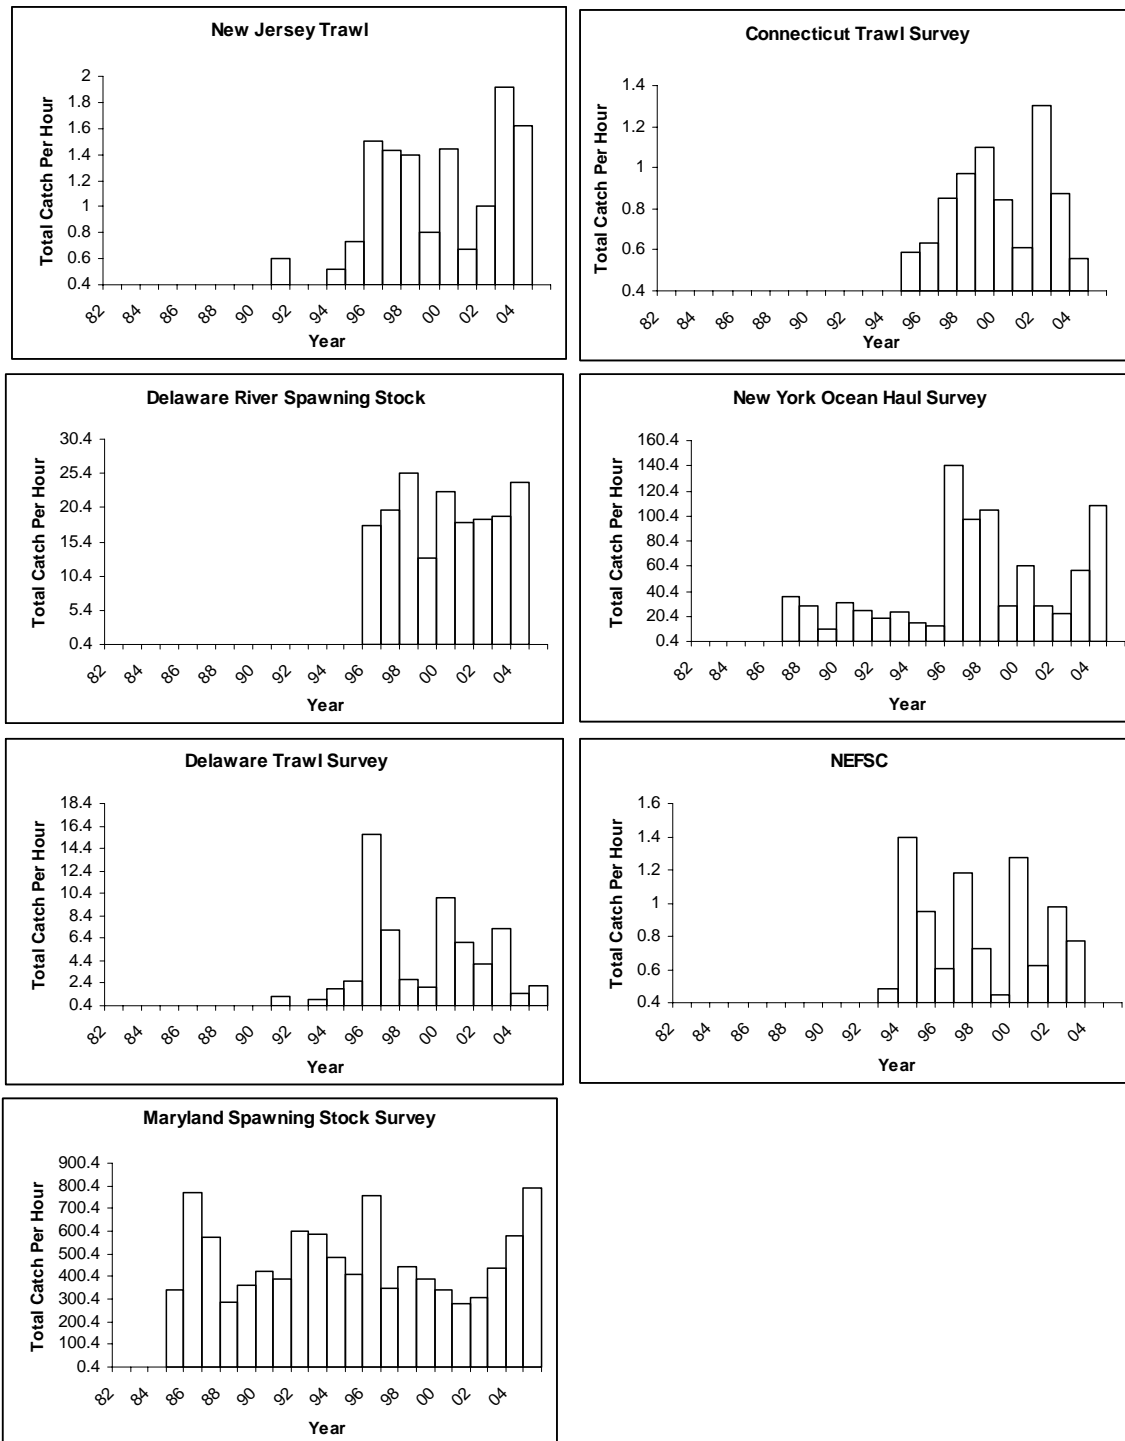 New Jersey Trawl
Total Catch Per Hour
2
1.8
1.6
1.4
1.2
1
0.8
0.6
0.4
82 84 86 88 90 92 94 96 98 00 02 04
Year
Connecticut Trawl Survey
Total Catch Per Hour
1.4
1.2
1
0.8
0.6
0.4
82 84 86 88 90 92 94 96 98 00 02 04
Year
Delaware River Spawning Stock
Total Catch Per Hour
30.4
25.4
20.4
15.4
10.4
5.4
0.4
82 84 86 88 90 92 94 96 98 00 02 04
Year
New York Ocean Haul Survey
Total Catch Per Hour
160.4
140.4
120.4
100.4
80.4
60.4
40.4
20.4
0.4
82 84 86 88 90 92 94 96 98 00 02 04
Year
Delaware Trawl Survey
Total Catch Per Hour
18.4
16.4
14.4
12.4
10.4
8.4
6.4
4.4
2.4
0.4
82 84 86 88 90 92 94 96 98 00 02 04
Year
NEFSC
Total Catch Per Hour
1.6
1.4
1.2
1
0.8
0.6
0.4
82 84 86 88 90 92 94 96 98 00 02 04
Year
Maryland Spawning Stock Survey
Total Catch Per Hour
900.4
800.4
700.4
600.4
500.4
400.4
300.4
200.4
100.4
0.4
82 84 86 88 90 92 94 96 98 00 02 04
Year